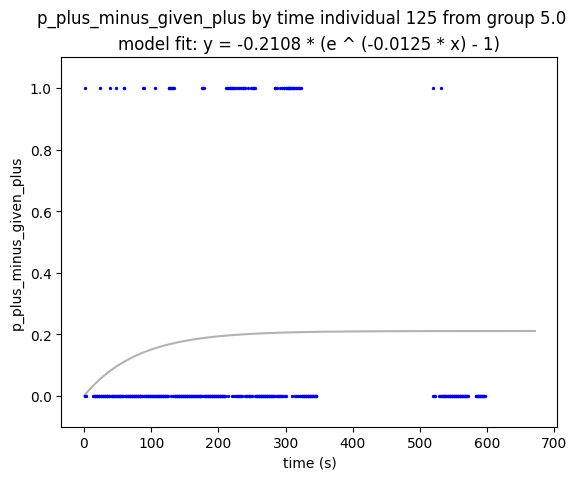 p_plus_minus_given_plus by time individual 125 from group 5.0
model fit: y = -0.2108 * (e ^ (-0.0125 * x) - 1)
1.0
0.8
0.6
0.4
0.2
0.0
p_plus_minus_given_plus
0 100 200 300 400 500 600 700
time (s)